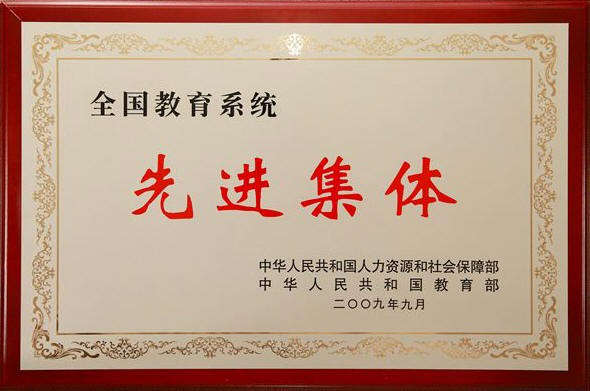 全国教育系统
先进集体
中华人民共和国人力资源和社会保障部
中华人民共和国教育部
二〇〇九年九月